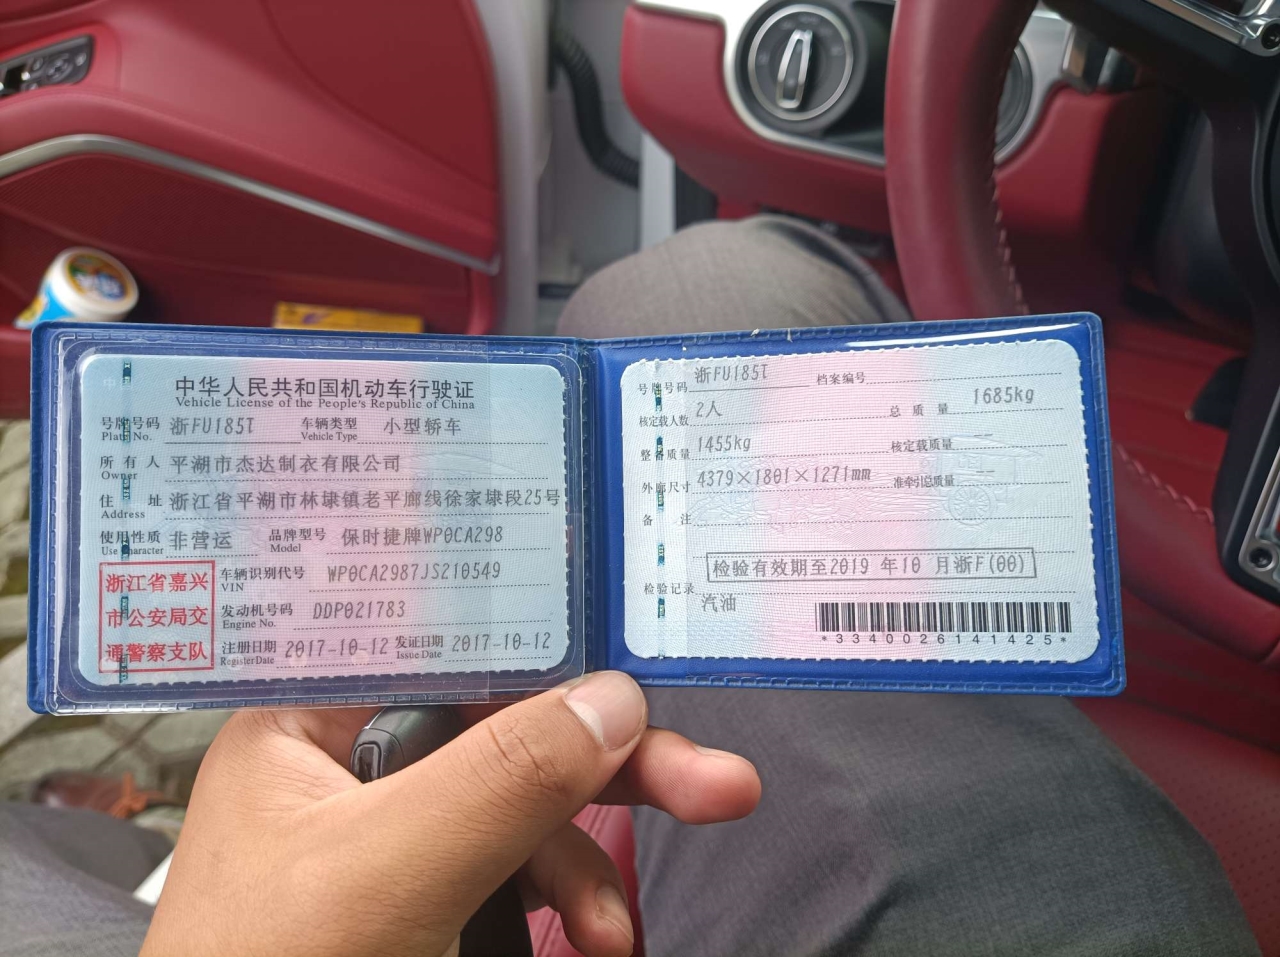 中华人民共和国机动车行驶证
Vehicle License of the People's Republic of China
号牌号码 浙FU185T 车辆类型 小型轿车
Plate No. Vehicle Type
所有人 平湖市杰达制衣有限公司
Owner
住址 浙江省平湖市林埭镇老平廊线徐家埭段25号
Address
使用性质 非营运 品牌型号 保时捷牌WP0CA298
Use Character Model
浙江省嘉兴
市公安局交
通警察支队
车辆识别代号 WP0CA2987JS210549
VIN
发动机号码 DDP021783
Engine No.
注册日期 2017-10-12 发证日期 2017-10-12
Register Date Issue Date
号牌号码 浙FU185T 档案编号
核定载人数 2人 总质量 1685kg
整备质量 1455kg 核定载质量 --
外廓尺寸 4379×1801×1271mm 准牵引总质量 --
备注
检验有效期至2019 年10 月浙F(00)
检验记录
汽油
*3340026141425*